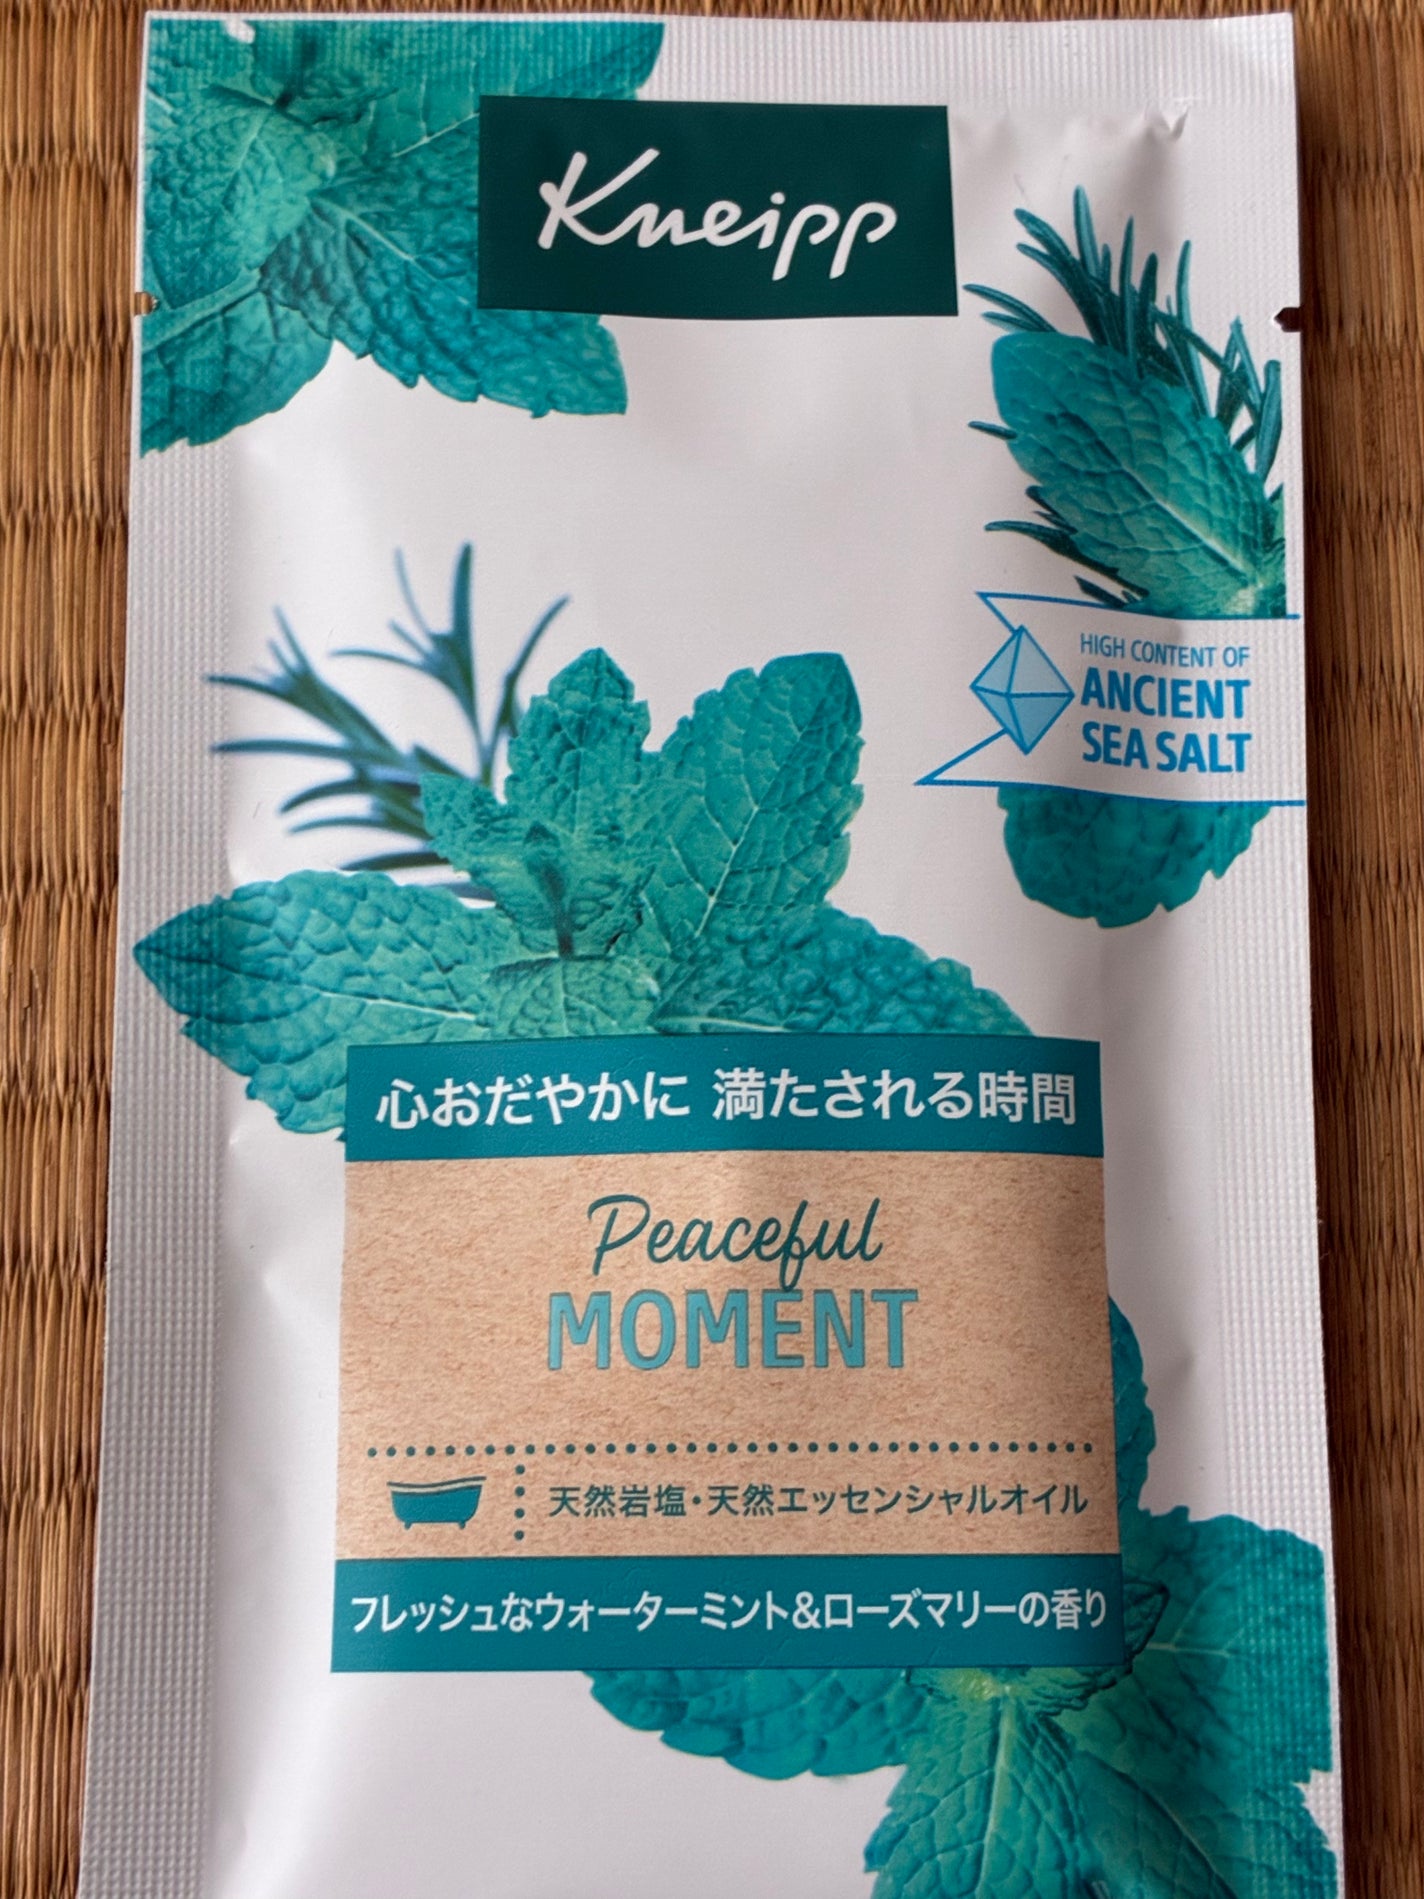 Kneipp
HIGH CONTENT OF
ANCIENT
SEA SALT
心おだやかに 満たされる時間
Peaceful
MOMENT
天然岩塩・天然エッセンシャルオイル
フレッシュなウォーターミント&ローズマリーの香り